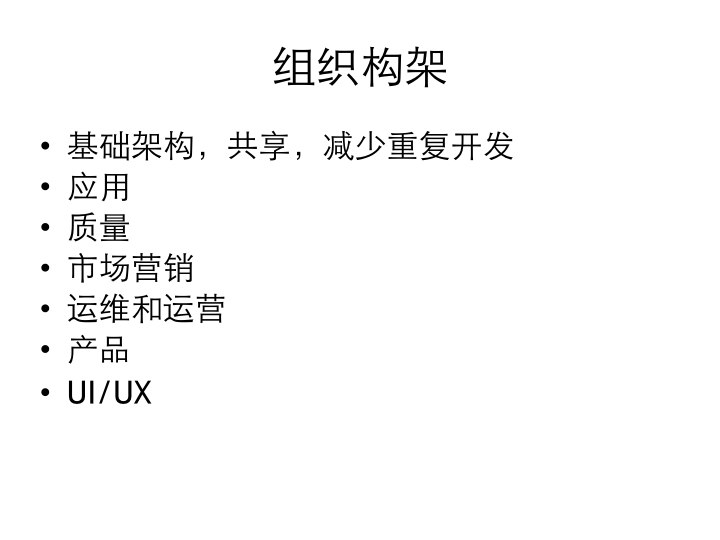 组织构架
• 基础架构，共享，减少重复开发
• 应用
• 质量
• 市场营销
• 运维和运营
• 产品
• UI/UX